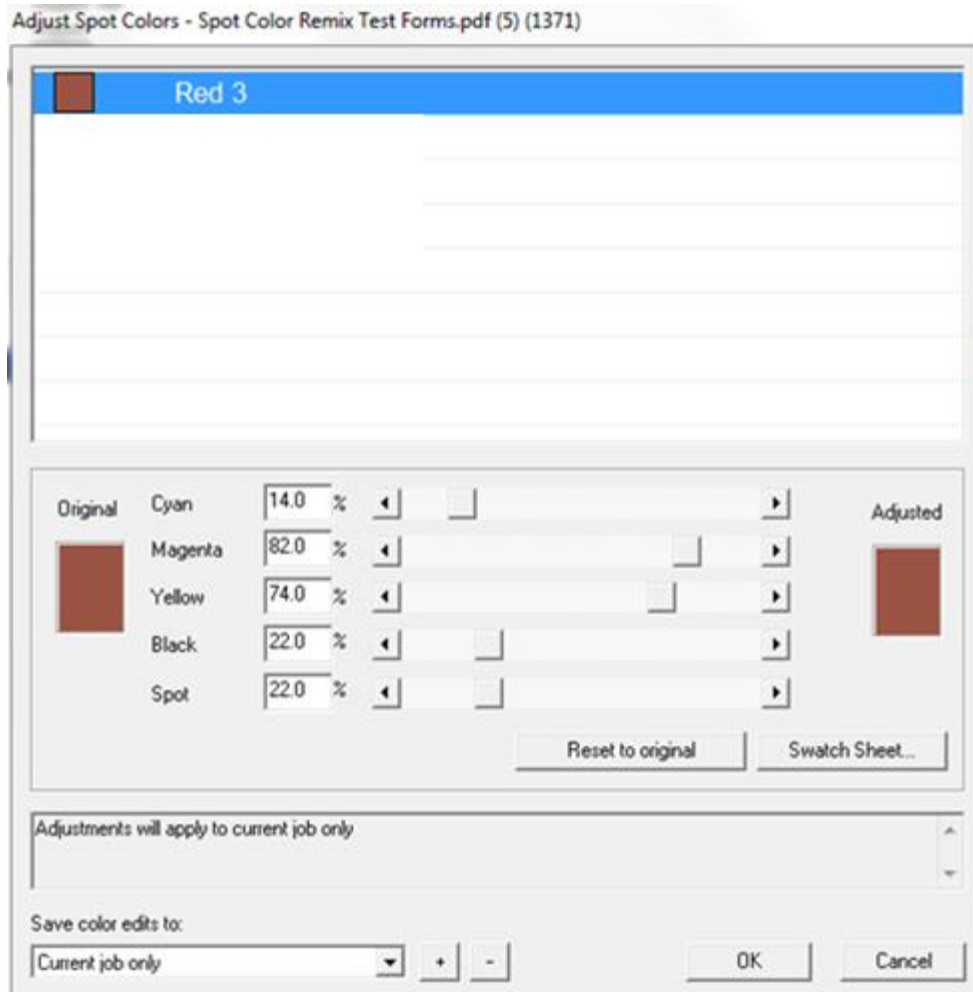 Adjust Spot Colors - Spot Color Remix Test Forms.pdf (5) (1371)
Red 3
Original
Adjusted
Cyan 14.0 %
Magenta 82.0 %
Yellow 74.0 %
Black 22.0 %
Spot 22.0 %
Reset to original Swatch Sheet...
Adjustments will apply to current job only
Save color edits to:
Current job only + - OK Cancel